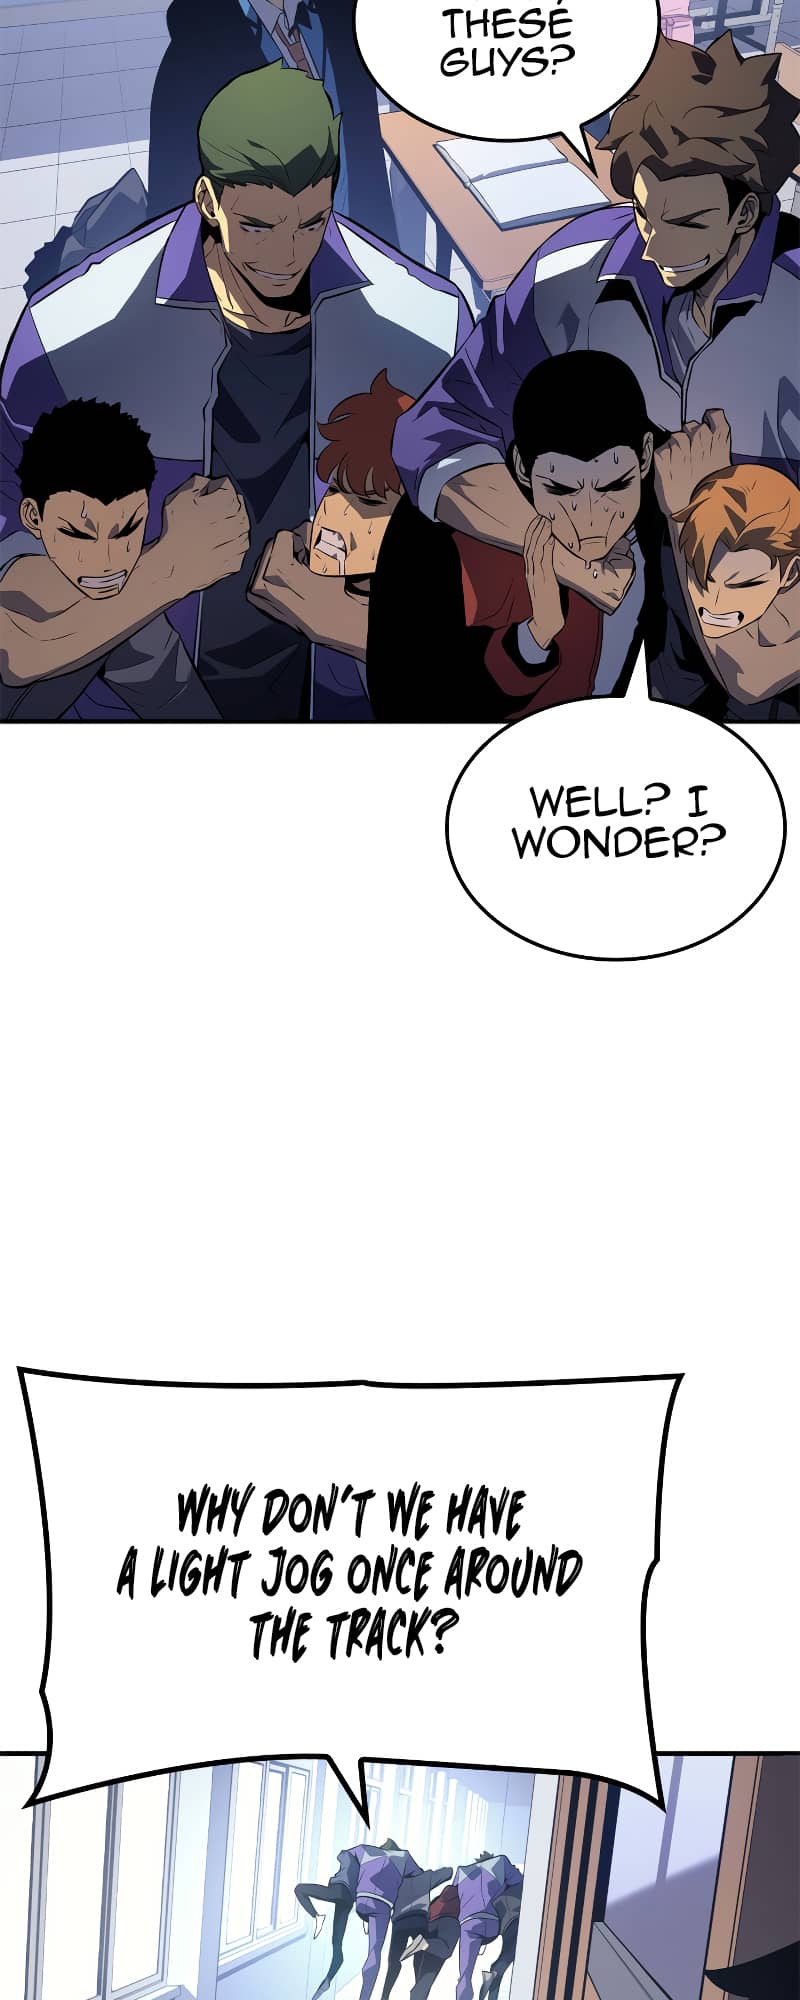 THESE
GUYS?
WELL? I
WONDER?
WHY DON'T WE HAVE
A LIGHT JOG ONCE AROUND
THE TRACK?